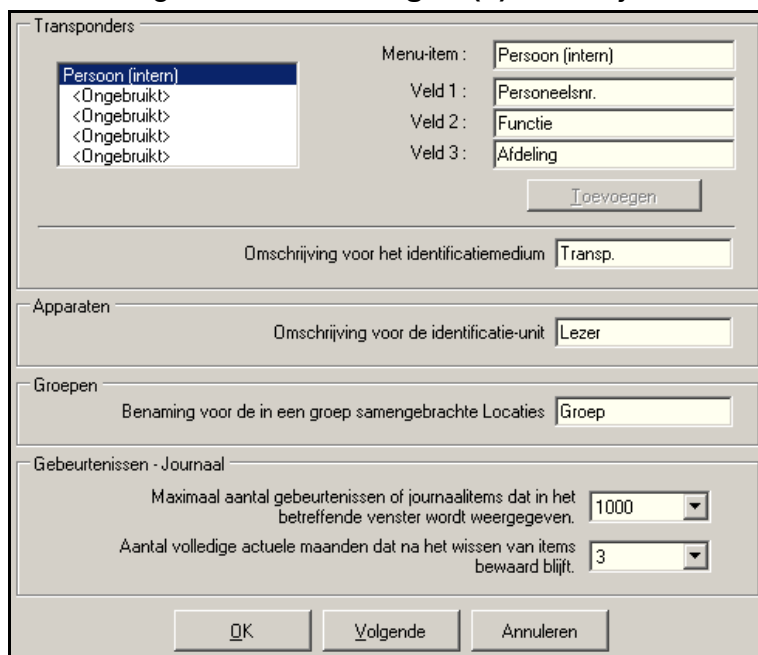 Transponders
Persoon (intern)
<Ongebruikt>
<Ongebruikt>
<Ongebruikt>
<Ongebruikt>
Menu-item : Persoon (intern)
Veld 1 : Personeelsnr.
Veld 2 : Functie
Veld 3 : Afdeling
Toevoegen
Omschrijving voor het identificatiemedium Transp.
Apparaten
Omschrijving voor de identificatie-unit Lezer
Groepen
Benaming voor de in een groep samengebrachte Locaties Groep
Gebeurtenissen - Journaal
Maximaal aantal gebeurtenissen of journaalitems dat in het
betreffende venster wordt weergegeven. 1000
Aantal volledige actuele maanden dat na het wissen van items
bewaard blijft. 3
OK Volgende Annuleren